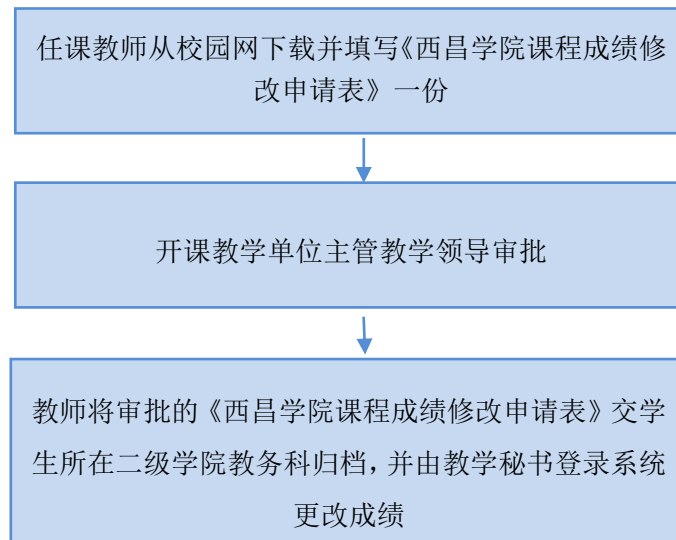 任课教师从校园网下载并填写《西昌学院课程成绩修
改申请表》一份
开课教学单位主管教学领导审批
教师将审批的《西昌学院课程成绩修改申请表》交学
生所在二级学院教务科归档，并由教学秘书登录系统
更改成绩